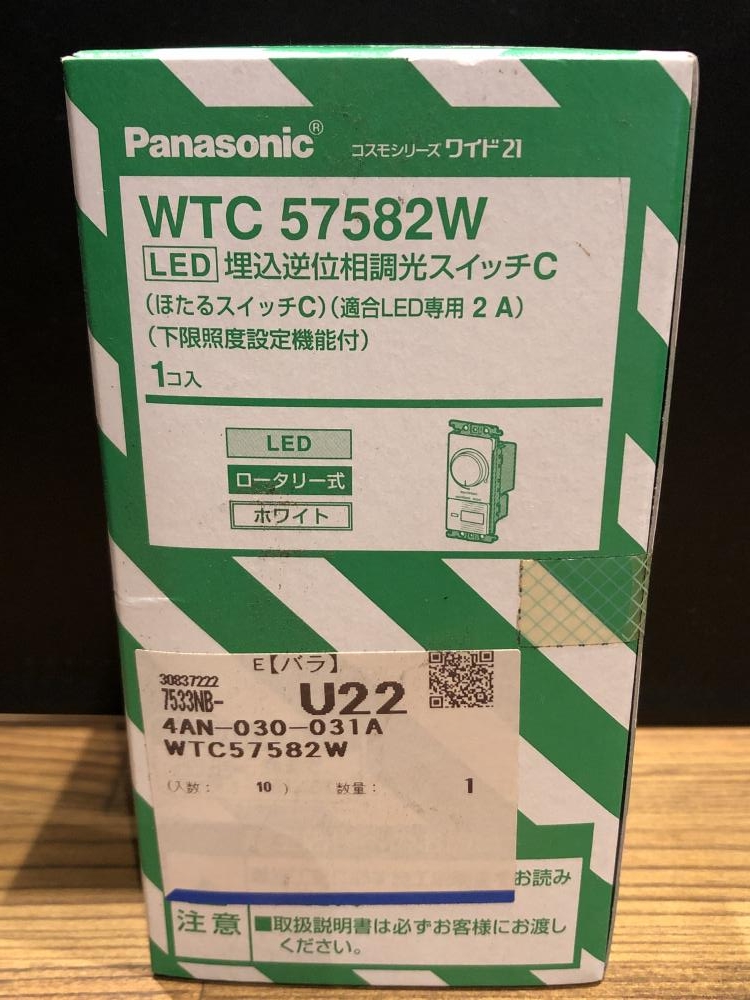 Panasonic® コスモシリーズ ワイド21
WTC 57582W
LED 埋込逆位相調光スイッチC
(ほたるスイッチC)(適合LED専用 2 A)
(下限照度設定機能付)
1コ入
LED
ロータリー式
ホワイト
E【バラ】
30837222
7533NB- U22
4AN-030-031A
WTC57582W
(入数: 10 ) 数量: 1
お読み
注意 ■取扱説明書は必ずお客様にお渡し
ください。